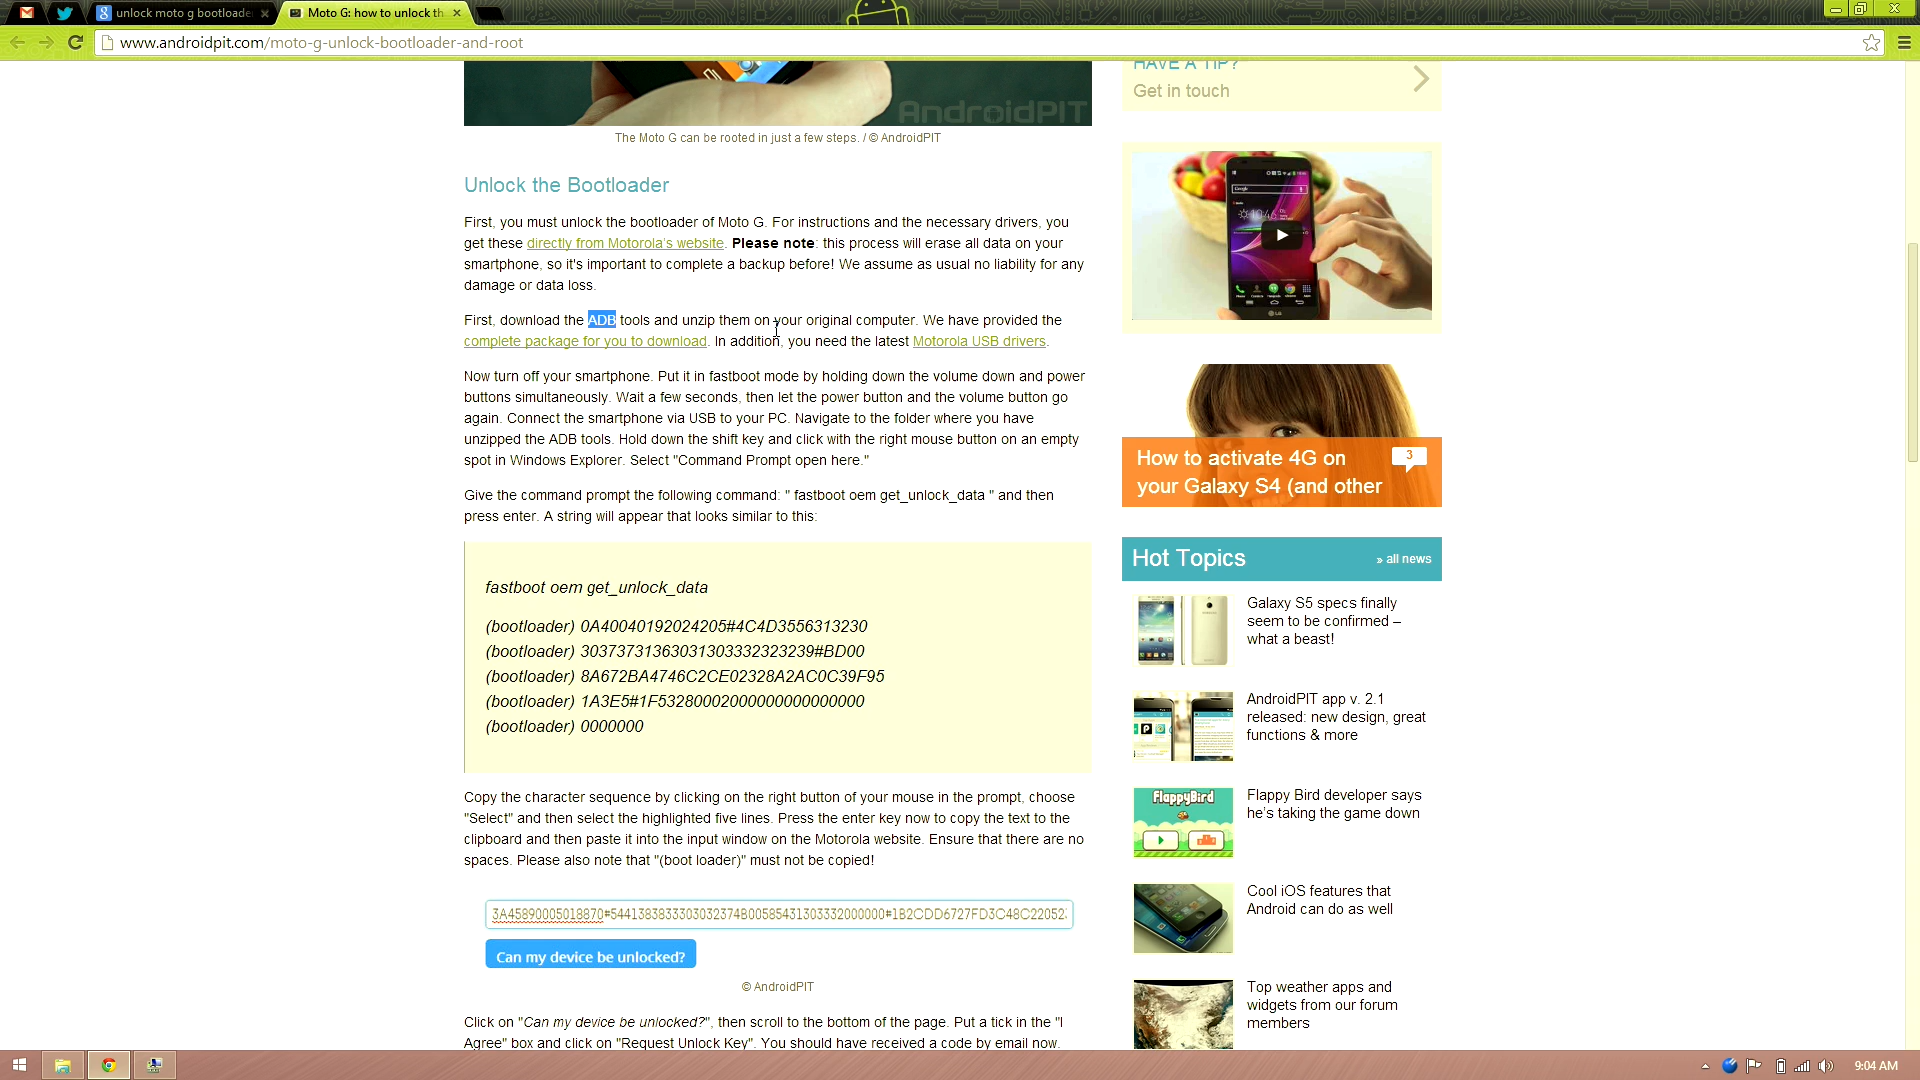 unlock moto g bootloade
Moto G: how to unlock th
www.androidpit.com/moto-g-unlock-bootloader-and-root
AndroidPIT
The Moto G can be rooted in just a few steps. / © AndroidPIT
Unlock the Bootloader
First, you must unlock the bootloader of Moto G. For instructions and the necessary drivers, you
get these directly from Motorola's website. Please note: this process will erase all data on your
smartphone, so it's important to complete a backup before! We assume as usual no liability for any
damage or data loss.
First, download the ADB tools and unzip them on your original computer. We have provided the
complete package for you to download. In addition, you need the latest Motorola USB drivers.
Now turn off your smartphone. Put it in fastboot mode by holding down the volume down and power
buttons simultaneously. Wait a few seconds, then let the power button and the volume button go
again. Connect the smartphone via USB to your PC. Navigate to the folder where you have
unzipped the ADB tools. Hold down the shift key and click with the right mouse button on an empty
spot in Windows Explorer. Select "Command Prompt open here."
Give the command prompt the following command: " fastboot oem get_unlock_data " and then
press enter. A string will appear that looks similar to this:
fastboot oem get_unlock_data
(bootloader) 0A40040192024205#4C4D3556313230
(bootloader) 30373731363031303332323239#BD00
(bootloader) 8A672BA4746C2CE02328A2AC0C39F95
(bootloader) 1A3E5#1F53280002000000000000000
(bootloader) 0000000
Copy the character sequence by clicking on the right button of your mouse in the prompt, choose
"Select" and then select the highlighted five lines. Press the enter key now to copy the text to the
clipboard and then paste it into the input window on the Motorola website. Ensure that there are no
spaces. Please also note that "(boot loader)" must not be copied!
3A45890005018870#5441383833303032374B00585431303332000000#1B2CDD6727FD3C48C22052
Can my device be unlocked?
© AndroidPIT
Click on "Can my device be unlocked?", then scroll to the bottom of the page. Put a tick in the "I
Agree" box and click on "Request Unlock Key". You should have received a code by email now.
HAVE A TIP?
Get in touch
Google
10:46
LG
How to activate 4G on
your Galaxy S4 (and other
3
Hot Topics
» all news
Galaxy S5 specs finally
seem to be confirmed –
what a beast!
AndroidPIT app v. 2.1
released: new design, great
functions & more
FlappyBird
Flappy Bird developer says
he's taking the game down
Cool iOS features that
Android can do as well
Top weather apps and
widgets from our forum
members
9:04 AM